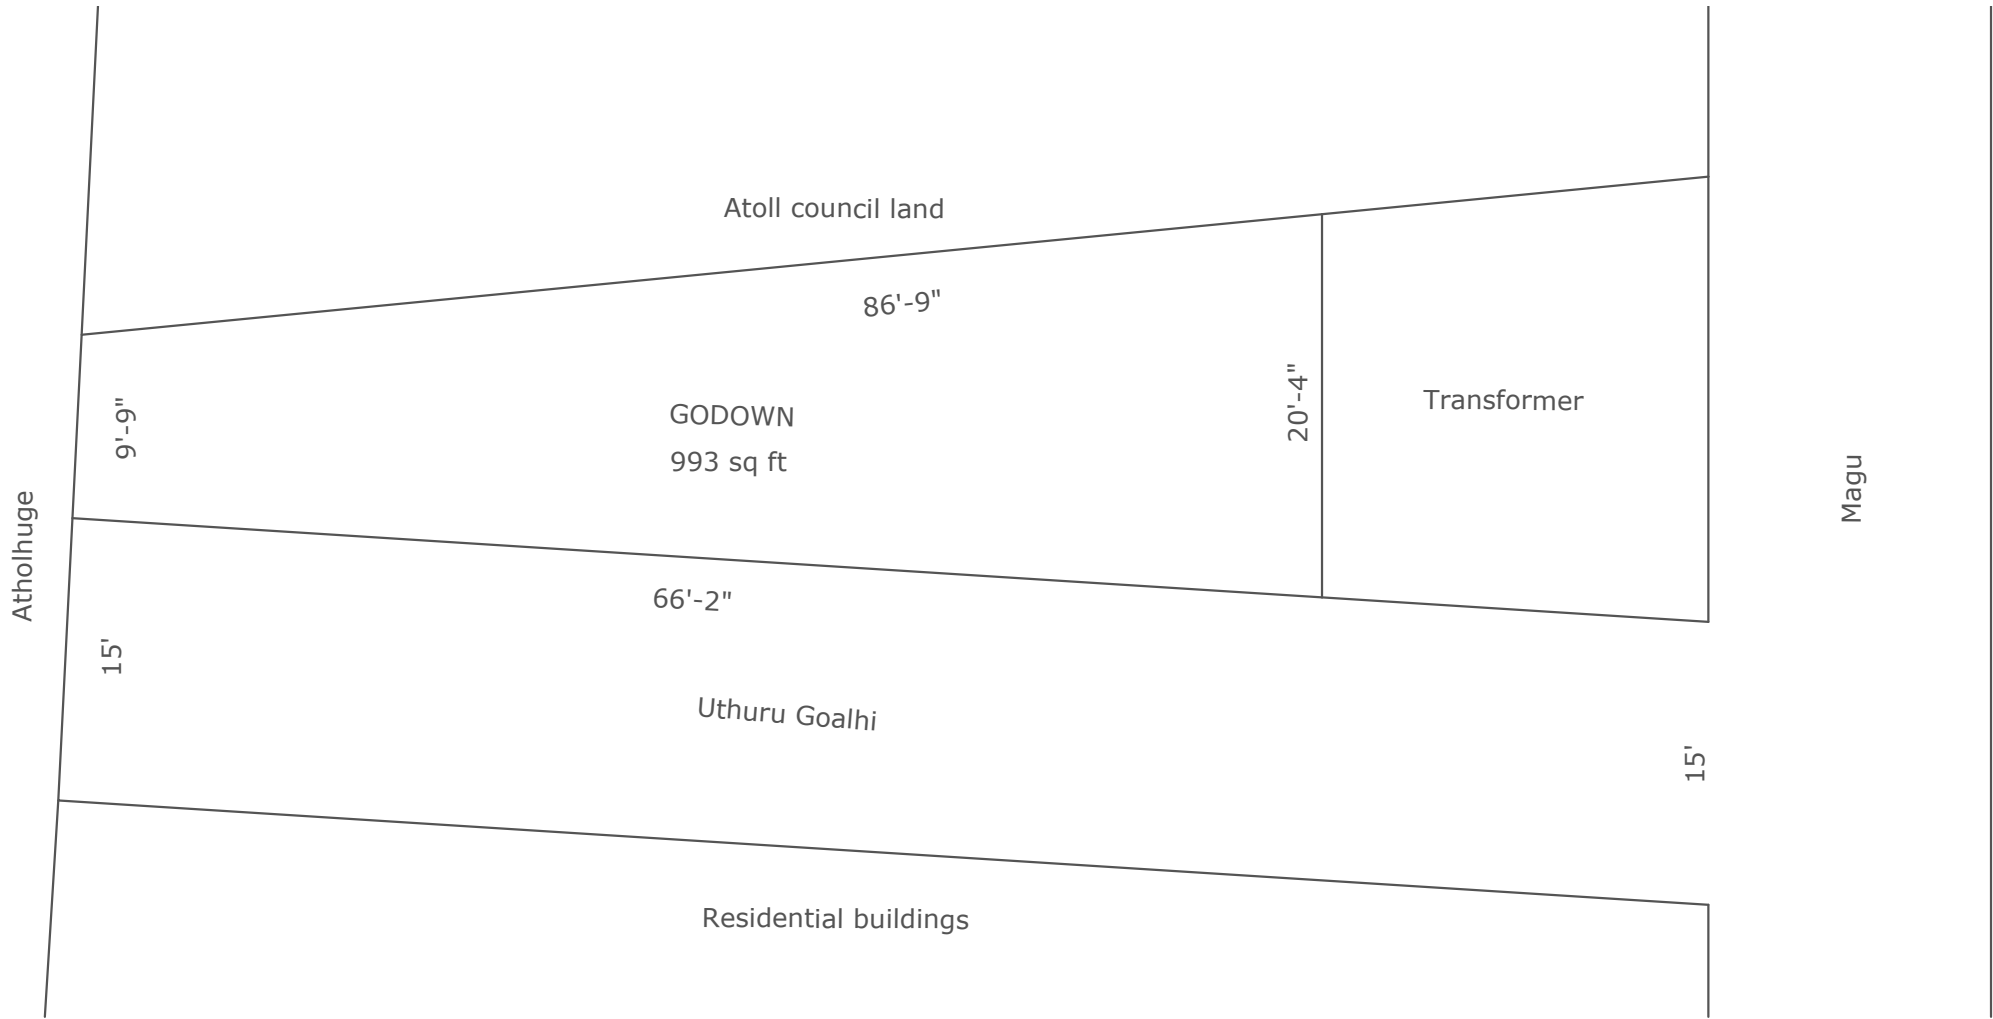 Atoll council land
86'-9"
9'-9"
GODOWN
993 sq ft
20'-4"
Transformer
Magu
Atholhuge
66'-2"
15'
Uthuru Goalhi
15'
Residential buildings